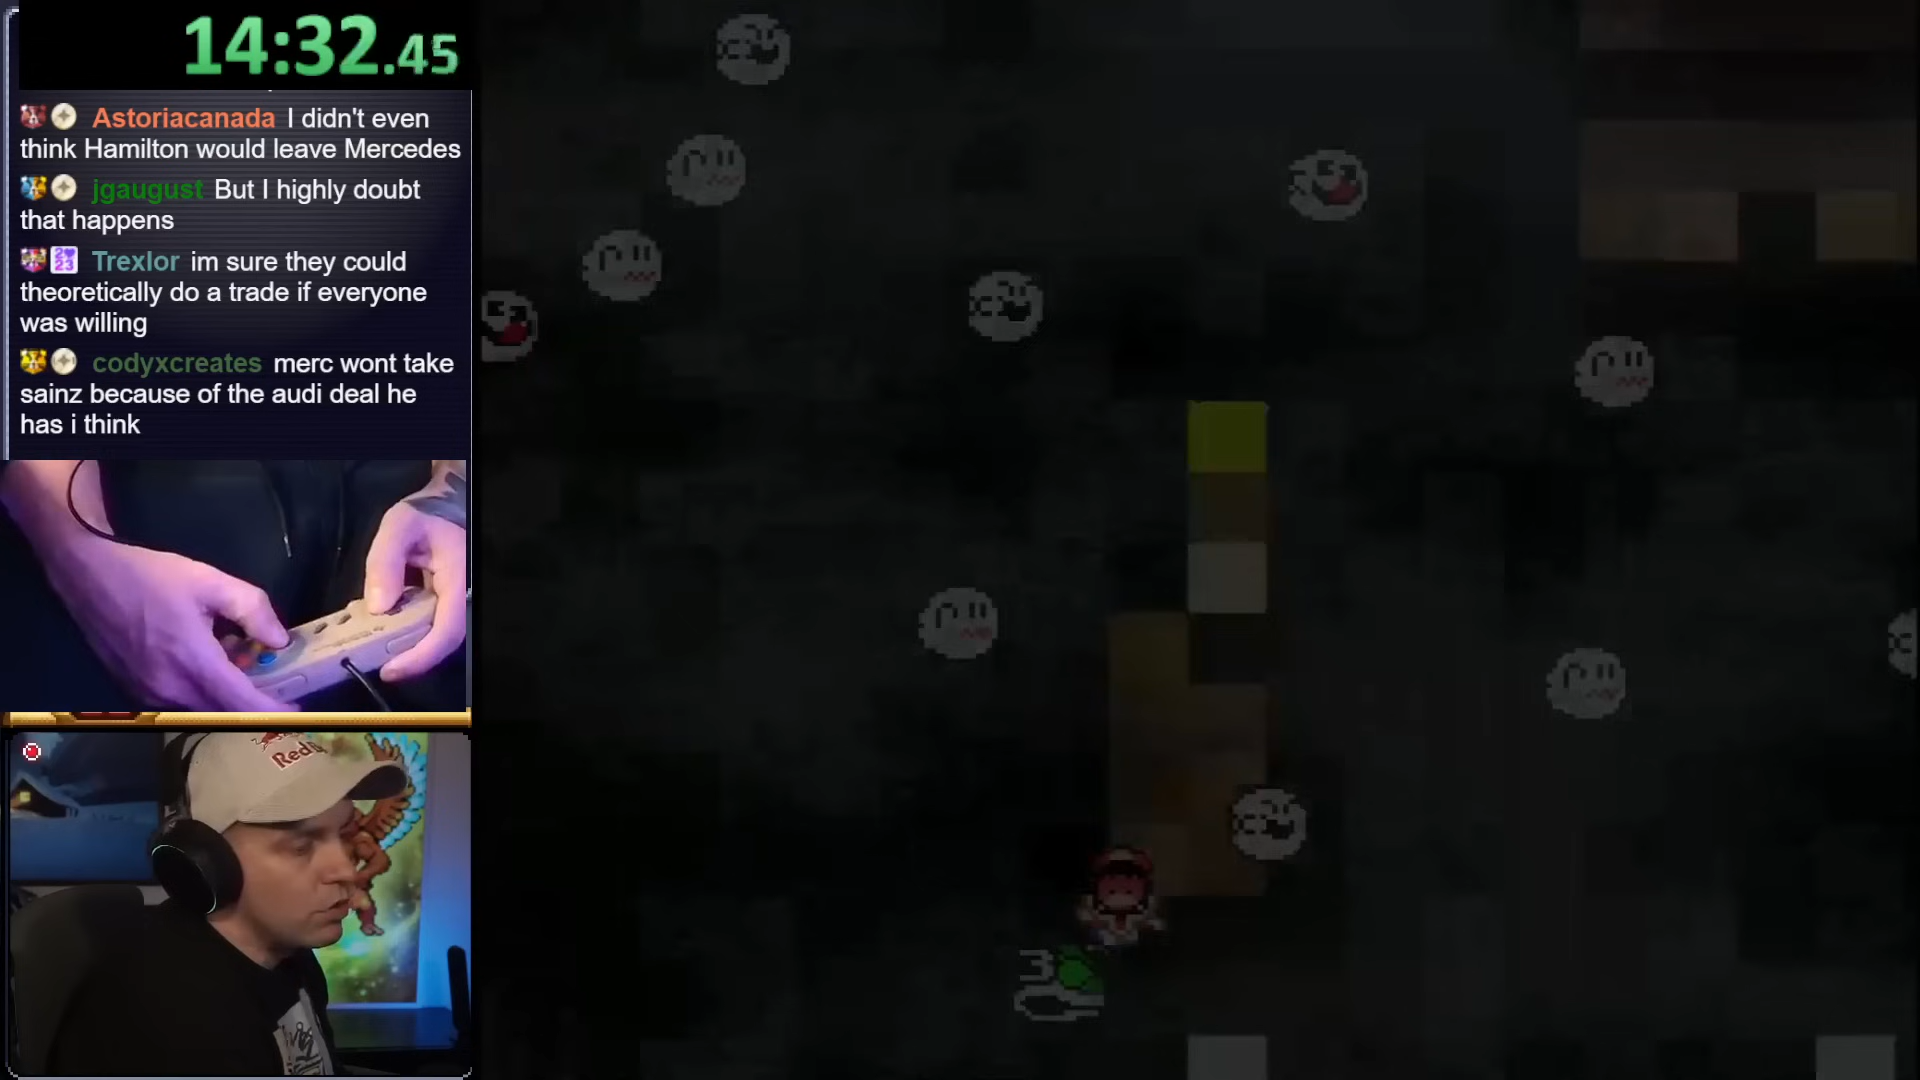 14:32.45
Astoriacanada I didn't even
think Hamilton would leave Mercedes
jgaugust But I highly doubt
that happens
Trexlor im sure they could
theoretically do a trade if everyone
was willing
codyxcreates merc wont take
sainz because of the audi deal he
has i think
Red
3